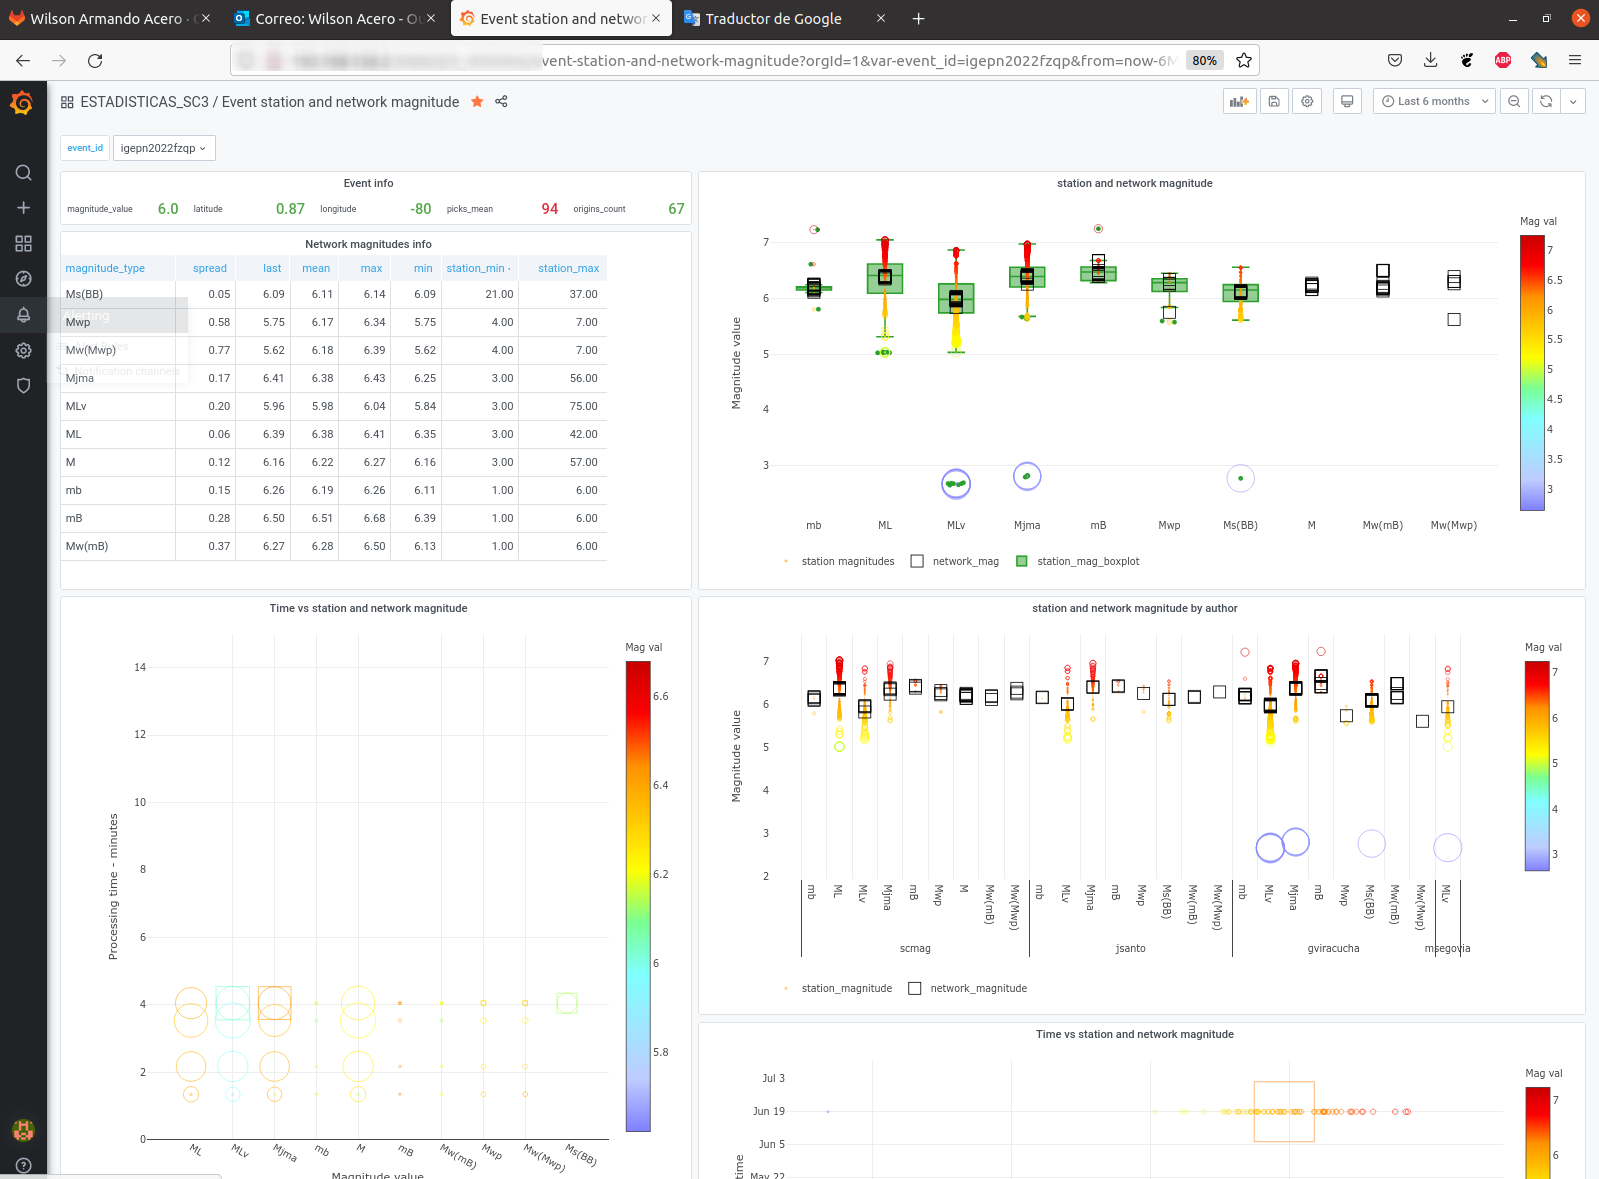 Wilson Armando Acero ·
Correo: Wilson Acero - Ou
Event station and networ
Traductor de Google
vent-station-and-network-magnitude?orgId=1&var-event_id=igepn2022fzqp&from=now-6M
80%
ABP
ESTADISTICAS_SC3 / Event station and network magnitude
Last 6 months
event_id
igepn2022fzqp
Event info
magnitude_value 6.0 latitude 0.87 longitude -80 picks_mean 94 origins_count 67
Network magnitudes info
magnitude_type spread last mean max min station_min station_max
Ms(BB) 0.05 6.09 6.11 6.14 6.09 21.00 37.00
Mwp 0.58 5.75 6.17 6.34 5.75 4.00 7.00
Mw(Mwp) 0.77 5.62 6.18 6.39 5.62 4.00 7.00
Mjma 0.17 6.41 6.38 6.43 6.25 3.00 56.00
MLv 0.20 5.96 5.98 6.04 5.84 3.00 75.00
ML 0.06 6.39 6.38 6.41 6.35 3.00 42.00
M 0.12 6.16 6.22 6.27 6.16 3.00 57.00
mb 0.15 6.26 6.19 6.26 6.11 1.00 6.00
mB 0.28 6.50 6.51 6.68 6.39 1.00 6.00
Mw(mB) 0.37 6.27 6.28 6.50 6.13 1.00 6.00
Alerting
Notification channels
station and network magnitude
Mag val
7
6.5
6
5.5
5
4.5
4
3.5
3
Magnitude value
7
6
5
4
3
mb ML MLv Mjma mB Mwp Ms(BB) M Mw(mB) Mw(Mwp)
station magnitudes network_mag station_mag_boxplot
Time vs station and network magnitude
Mag val
6.6
6.4
6.2
6
5.8
Processing time - minutes
14
12
10
8
6
4
2
0
ML MLv Mjma mb M mB Mw(mB) Mwp Mw(Mwp) Ms(BB)
Magnitude value
station and network magnitude by author
Mag val
7
6
5
4
3
Magnitude value
7
6
5
4
3
2
mb ML MLv Mjma mB Mwp M Mw(mB) Mw(Mwp) mb MLv Mjma mB Mwp Ms(BB) Mw(mB) Mw(Mwp) mb MLv Mjma mB Mwp Ms(BB) Mw(mB) Mw(Mwp) MLv
scmag jsanto gviracucha msegovia
station_magnitude network_magnitude
Time vs station and network magnitude
Mag val
7
6
Jul 3
Jun 19
Jun 5
May 22
time